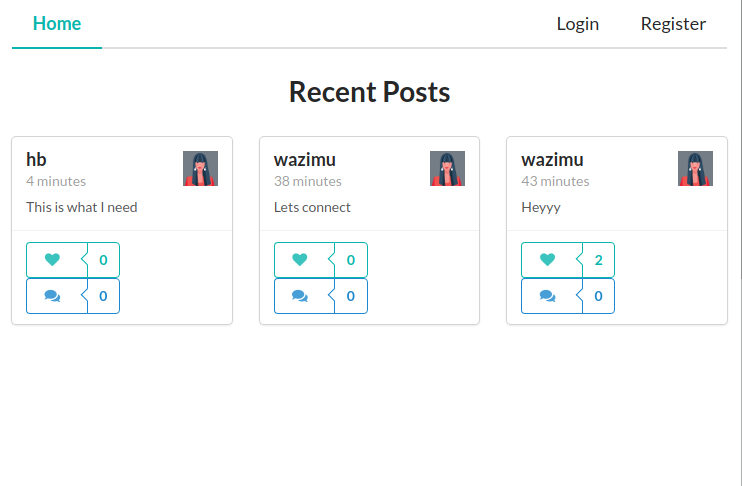 Home Login Register
Recent Posts
hb
4 minutes
This is what I need
0
0
wazimu
38 minutes
Lets connect
0
0
wazimu
43 minutes
Heyyy
2
0